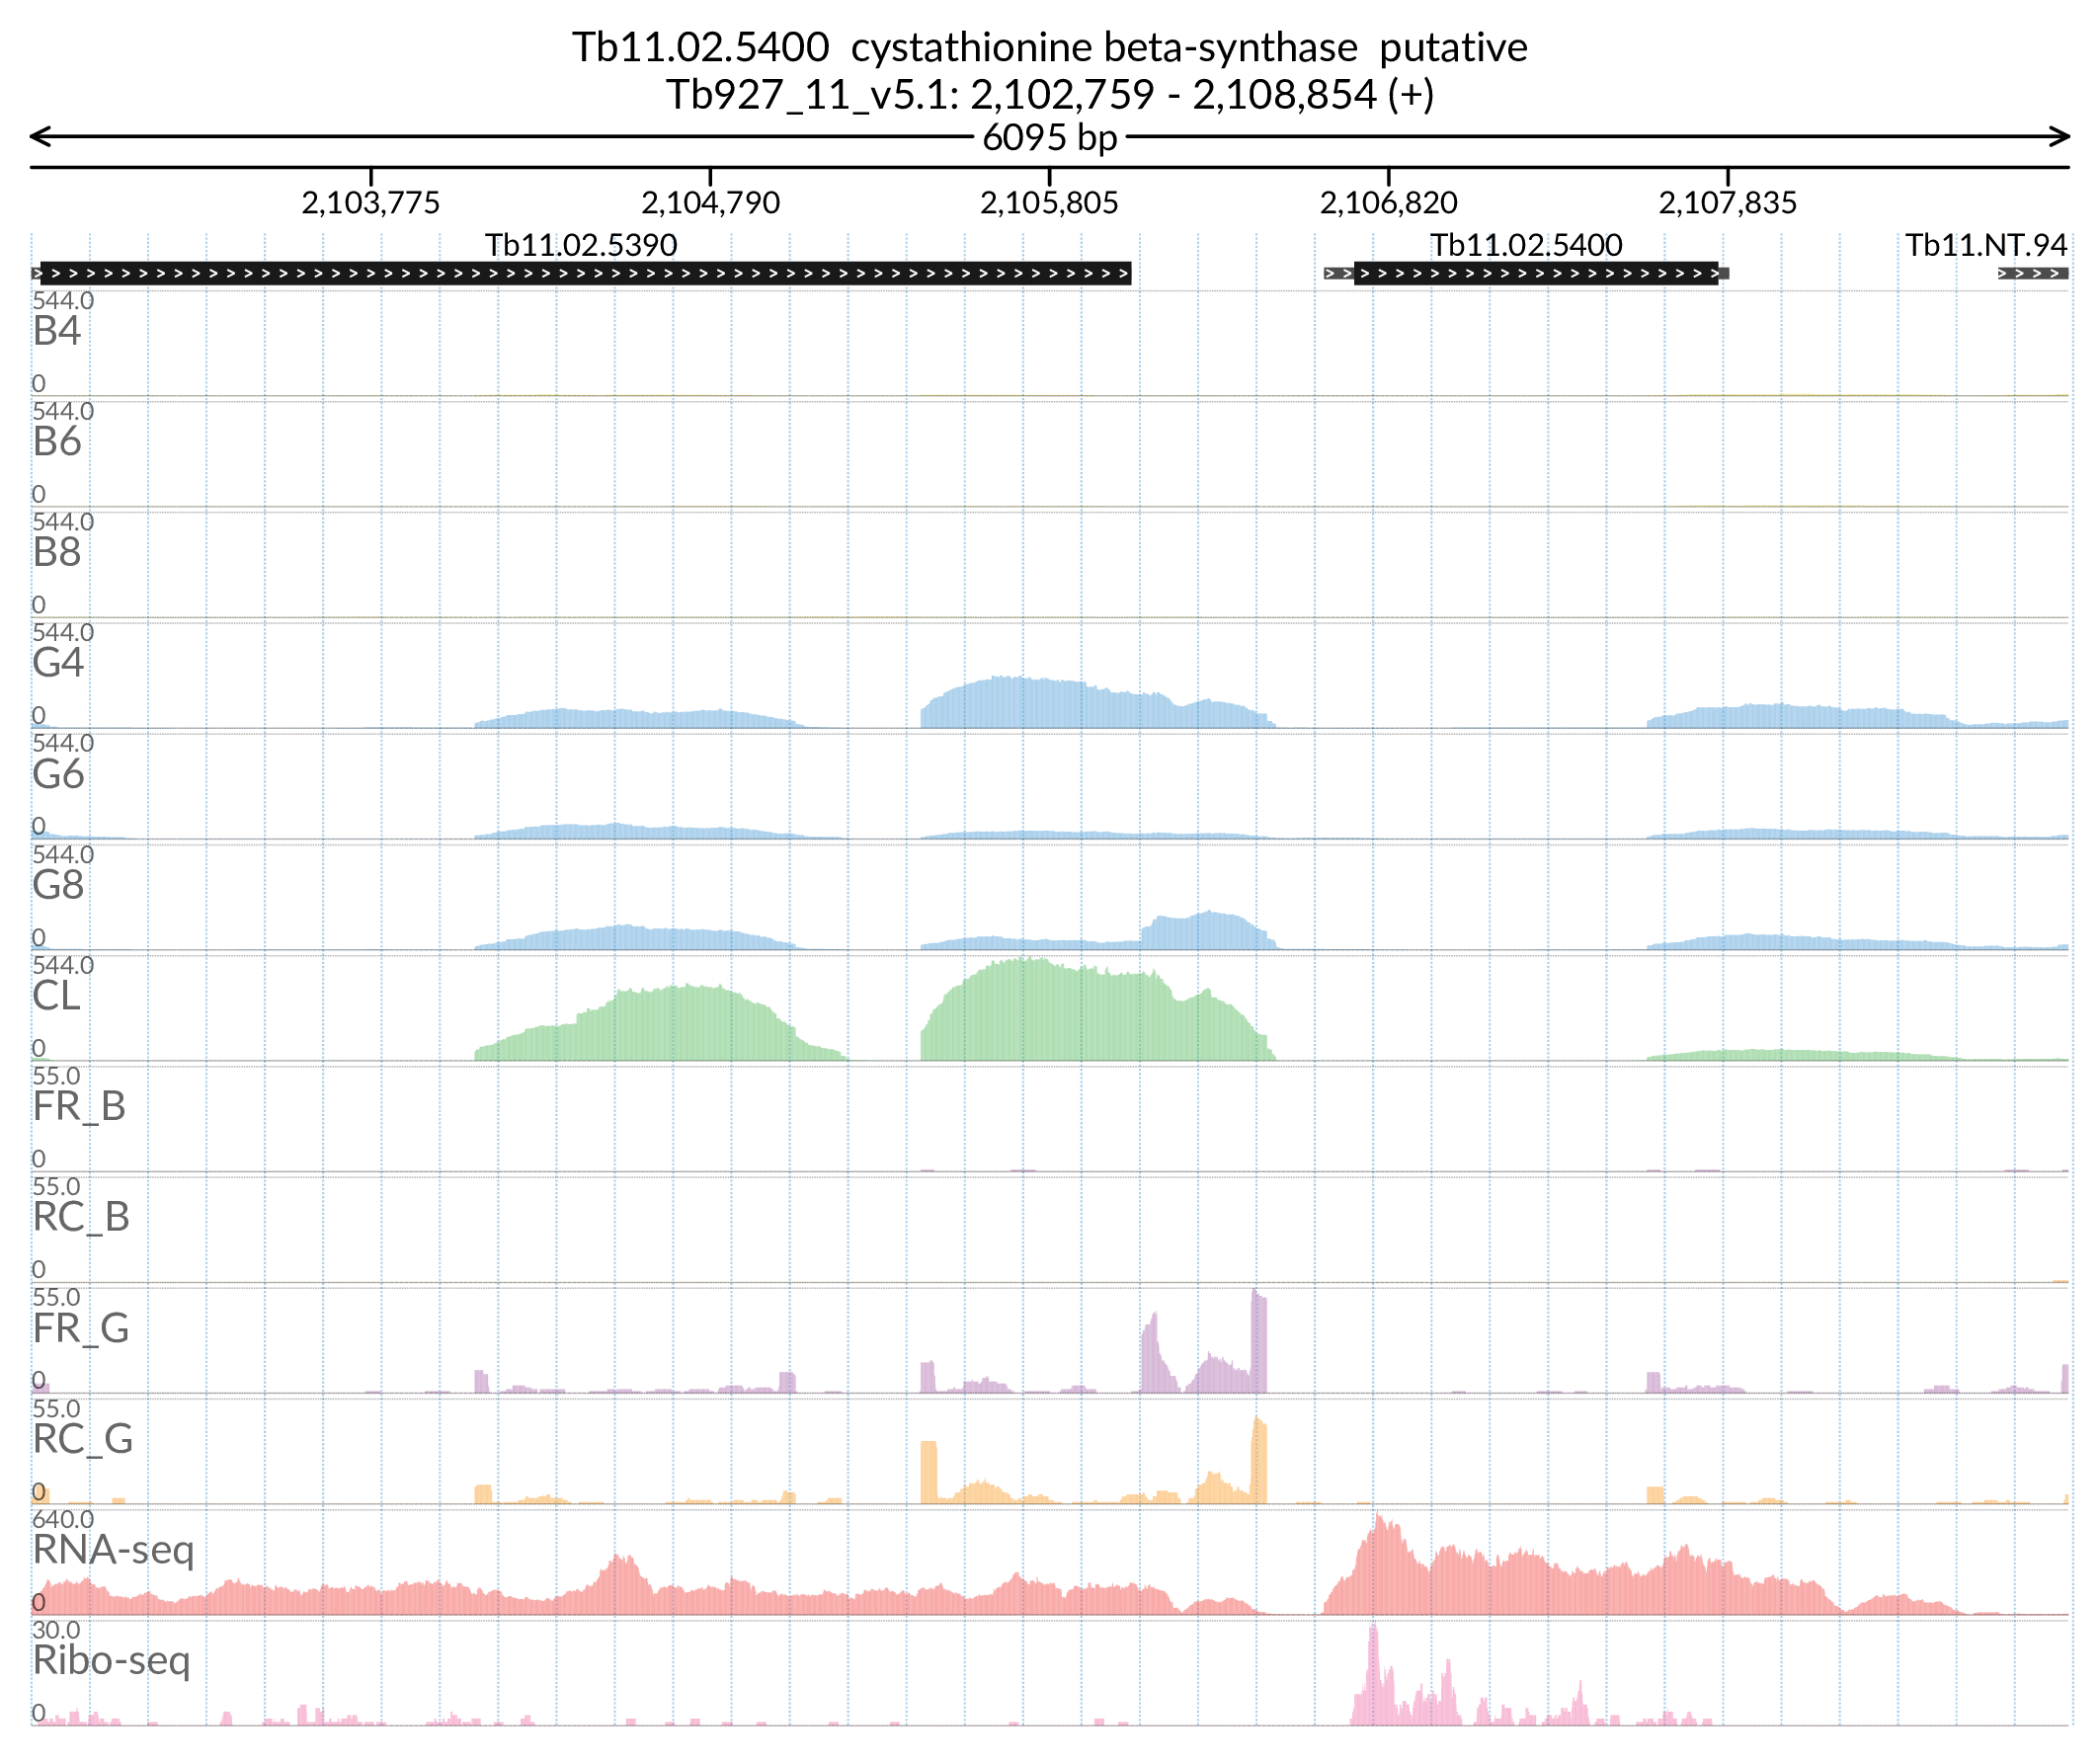 Tb11.02.5400 cystathionine beta-synthase putative
Tb927_11_v5.1: 2,102,759 - 2,108,854 (+)
6095 bp
2,103,775 2,104,790 2,105,805 2,106,820 2,107,835
Tb11.02.5390 Tb11.02.5400 Tb11.NT.94
544.0
B4
0
544.0
B6
0
544.0
B8
0
544.0
G4
0
544.0
G6
0
544.0
G8
0
544.0
CL
0
55.0
FR_B
0
55.0
RC_B
0
55.0
FR_G
0
55.0
RC_G
0
640.0
RNA-seq
0
30.0
Ribo-seq
0